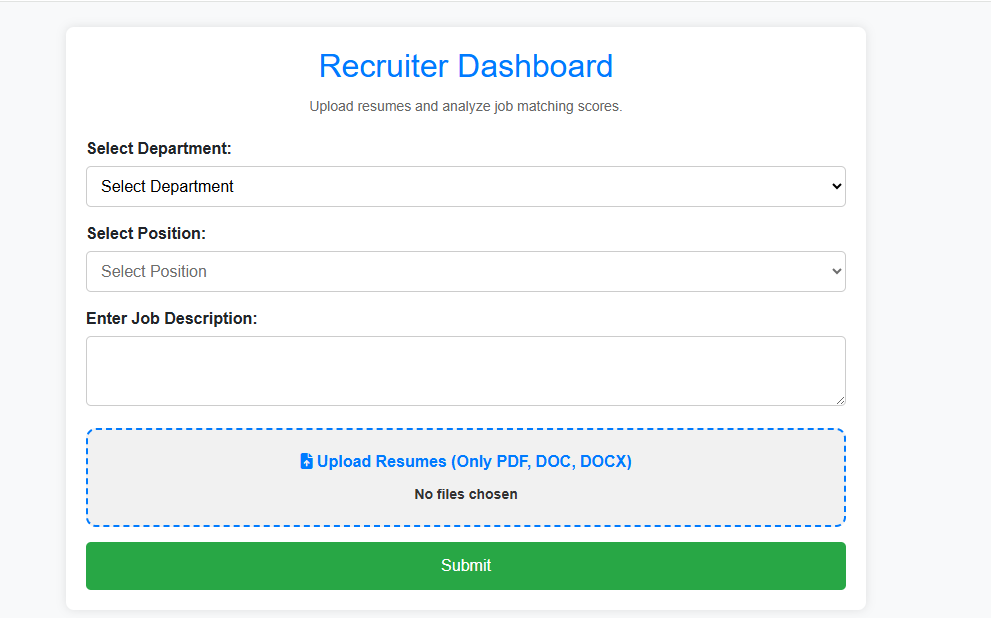 Recruiter Dashboard
Upload resumes and analyze job matching scores.
Select Department:
Select Department
Select Position:
Select Position
Enter Job Description:
Upload Resumes (Only PDF, DOC, DOCX)
No files chosen
Submit